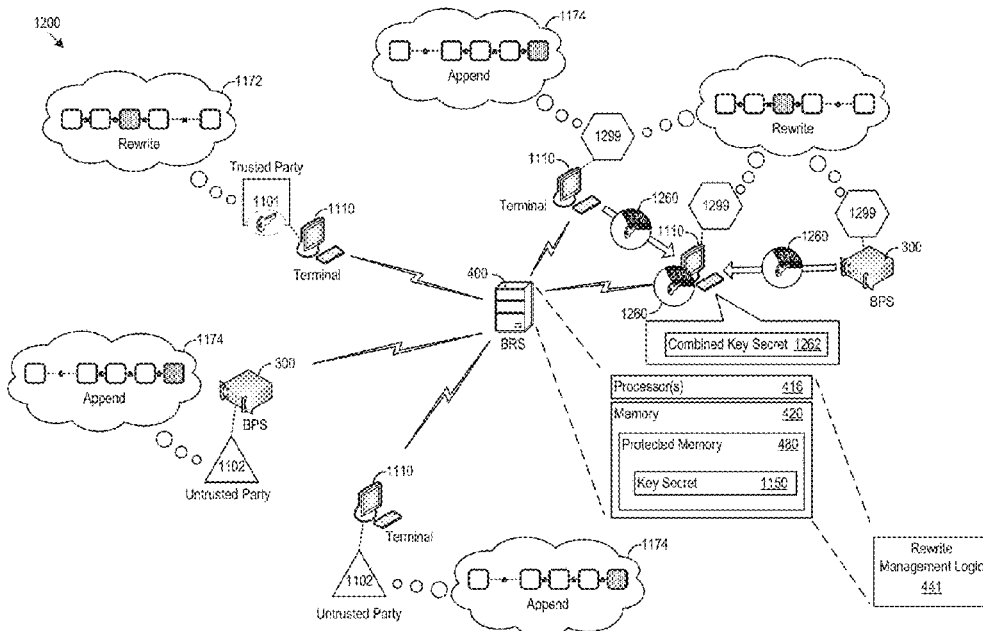 1200
1172
Rewrite
Trusted Party
1101
1110
Terminal
1174
Append
1299
Rewrite
1110
Terminal
1260
1299
1110
1260
1299
300
BPS
400
BRS
1260
Combined Key Secret 1262
Processor(s) 416
Memory 420
Protected Memory 480
Key Secret 1150
1174
Append
300
BPS
1102
Untrusted Party
1110
Terminal
1102
Untrusted Party
1174
Append
Rewrite
Management Logic
441